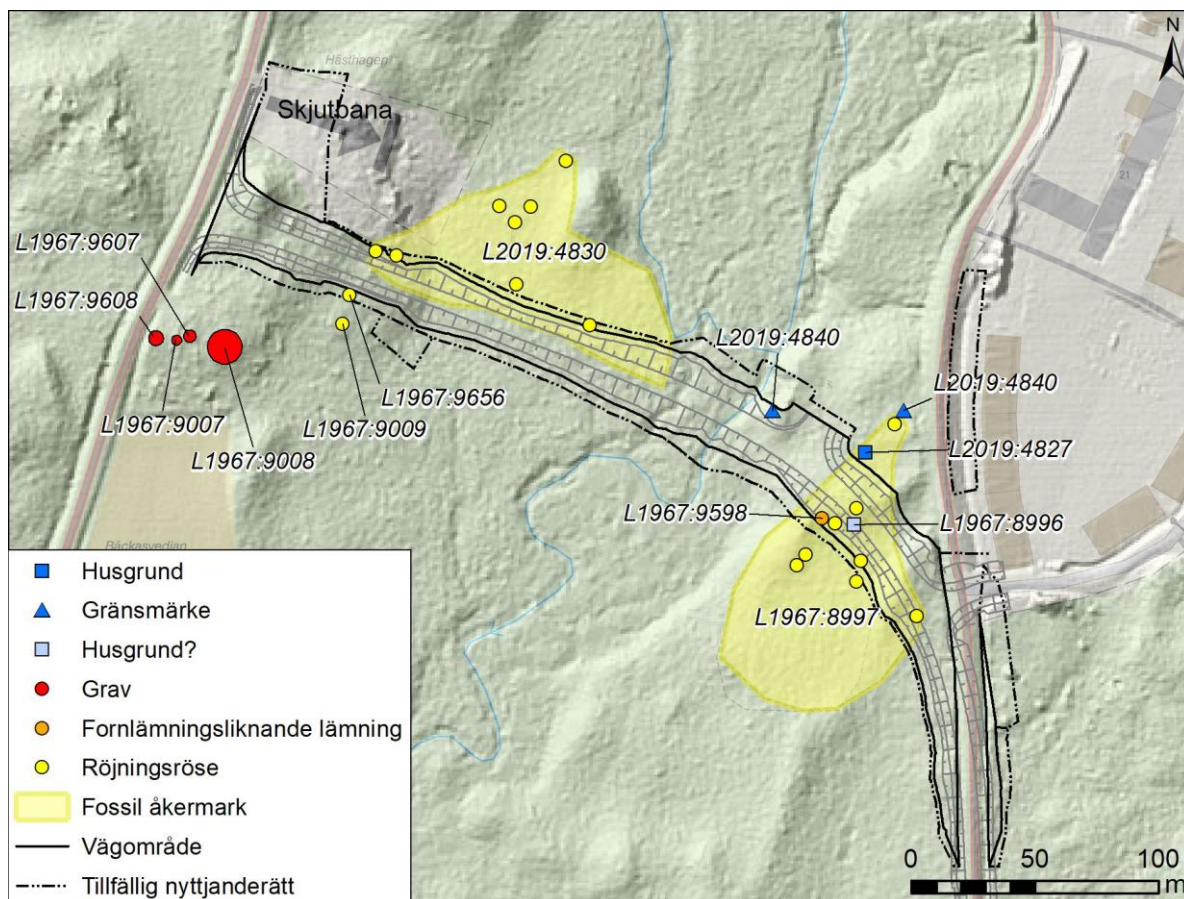 Hästhagen
N
Skjutbana
21
L1967:9607
L2019:4830
L1967:9608
L2019:4840
L2019:4840
L1967:9656
L1967:9007
L1967:9009
L2019:4827
L1967:9008
L1967:9598
L1967:8996
Bäckasvedjan
L1967:8997
Husgrund
Gränsmärke
Husgrund?
Grav
Fornlämningsliknande lämning
Röjningsröse
Fossil åkermark
Vägområde
Tillfällig nyttjanderätt
0 50 100
m